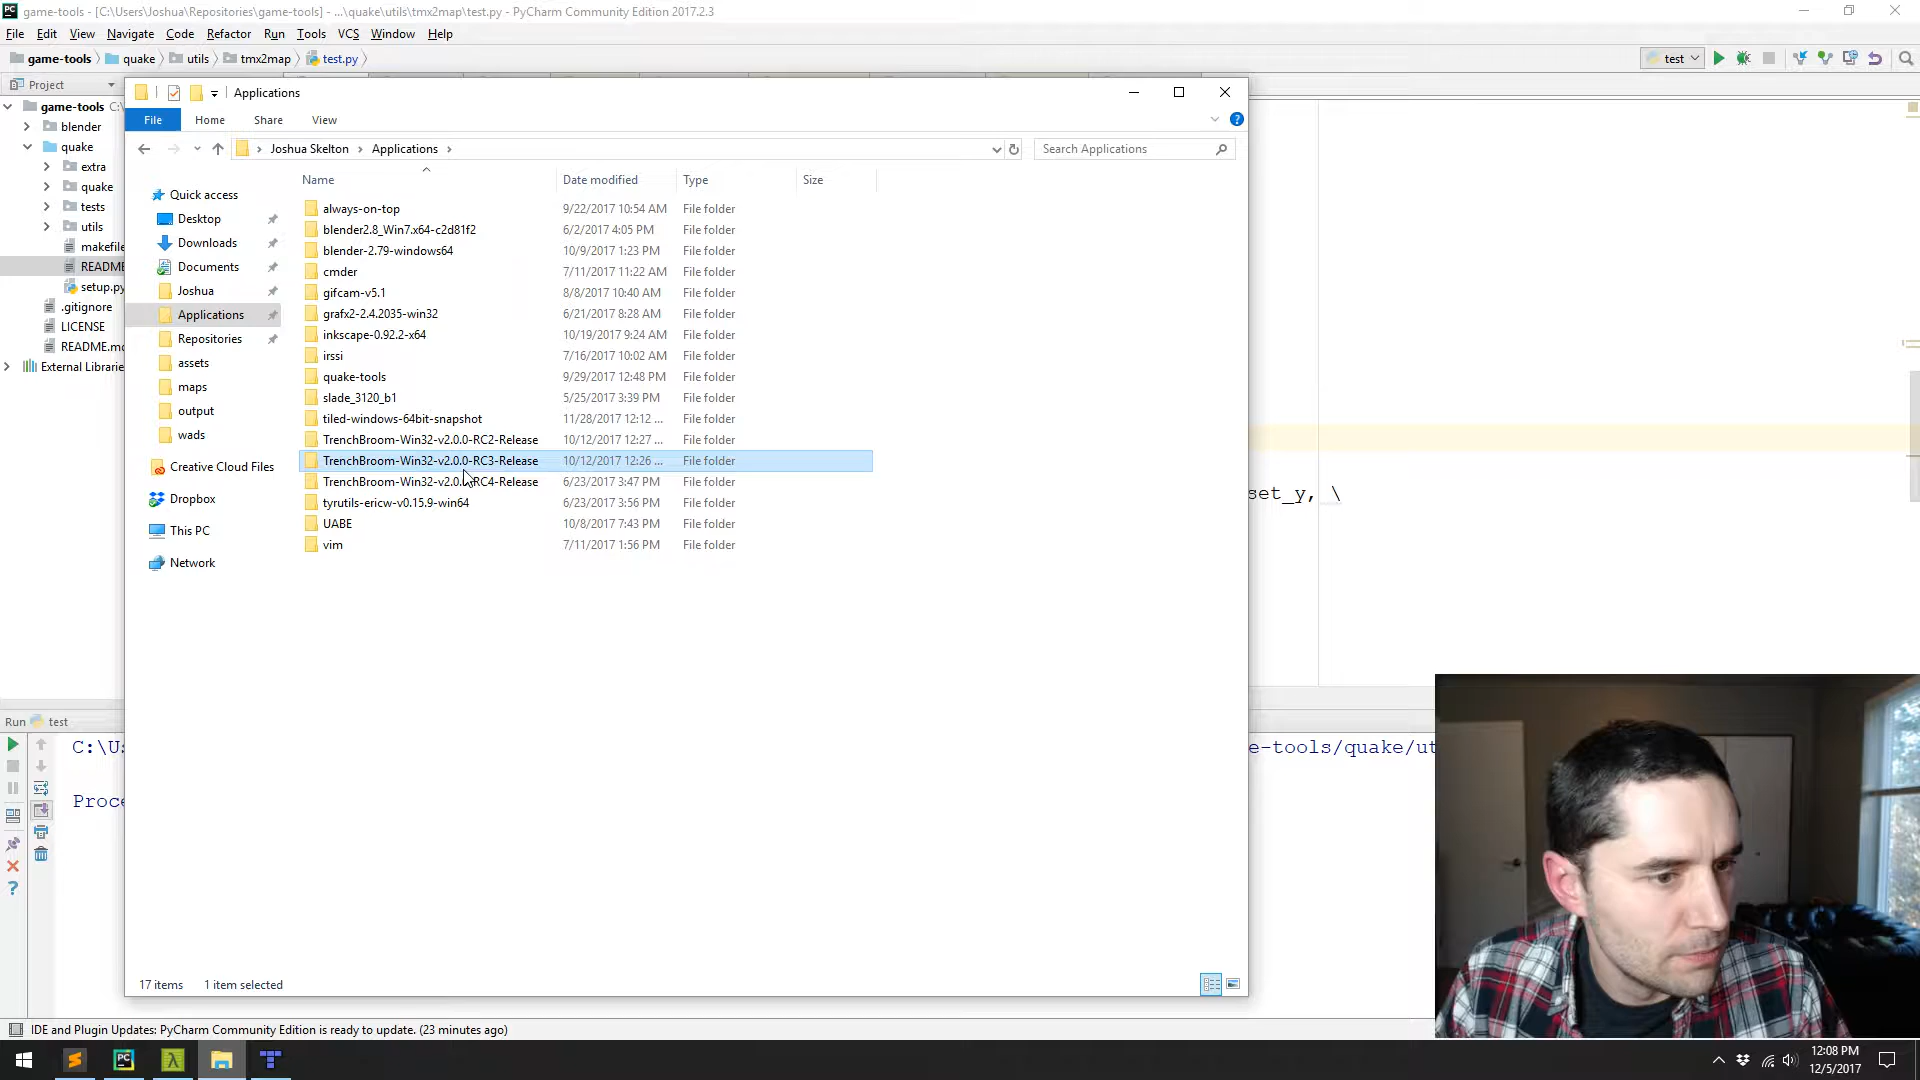 game-tools - [C:\Users\Joshua\Repositories\game-tools] - ...\quake\utils\tmx2map\test.py - PyCharm Community Edition 2017.2.3
File Edit View Navigate Code Refactor Run Tools VCS Window Help
game-tools quake utils tmx2map test.py
test
Project
Applications
game-tools C:\
File Home Share View
blender
quake
Joshua Skelton Applications
Search Applications
extra
quake
tests
utils
makefile
README
setup.py
.gitignore
LICENSE
README.md
External Librarie
Quick access
Desktop
Downloads
Documents
Joshua
Applications
Repositories
assets
maps
output
wads
Creative Cloud Files
Dropbox
This PC
Network
Name Date modified Type Size
always-on-top 9/22/2017 10:54 AM File folder
blender2.8_Win7.x64-c2d81f2 6/2/2017 4:05 PM File folder
blender-2.79-windows64 10/9/2017 1:23 PM File folder
cmder 7/11/2017 11:22 AM File folder
gifcam-v5.1 8/8/2017 10:40 AM File folder
grafx2-2.4.2035-win32 6/21/2017 8:28 AM File folder
inkscape-0.92.2-x64 10/19/2017 9:24 AM File folder
irssi 7/16/2017 10:02 AM File folder
quake-tools 9/29/2017 12:48 PM File folder
slade_3120_b1 5/25/2017 3:39 PM File folder
tiled-windows-64bit-snapshot 11/28/2017 12:12 ... File folder
TrenchBroom-Win32-v2.0.0-RC2-Release 10/12/2017 12:27 ... File folder
TrenchBroom-Win32-v2.0.0-RC3-Release 10/12/2017 12:26 ... File folder
TrenchBroom-Win32-v2.0.0-RC4-Release 6/23/2017 3:47 PM File folder
tyrutils-ericw-v0.15.9-win64 6/23/2017 3:56 PM File folder
UABE 10/8/2017 7:43 PM File folder
vim 7/11/2017 1:56 PM File folder
set_y, \
17 items 1 item selected
Run test
C:\Us
e-tools/quake/ut
Proce
IDE and Plugin Updates: PyCharm Community Edition is ready to update. (23 minutes ago)
12:08 PM
12/5/2017